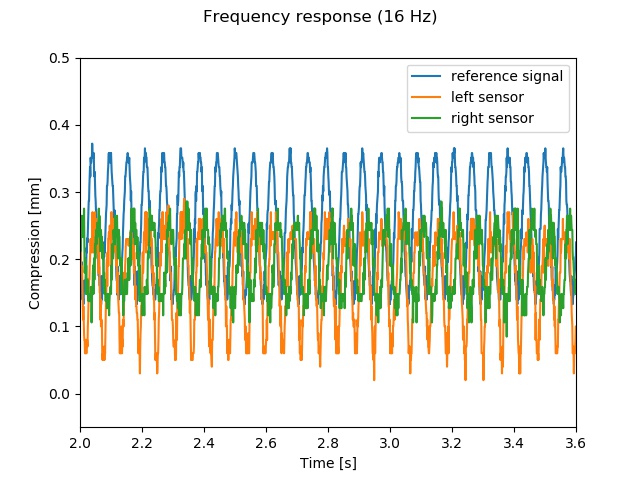 Frequency response (16 Hz)
0.5
0.4
0.3
0.2
0.1
0.0
Compression [mm]
reference signal
left sensor
right sensor
2.0 2.2 2.4 2.6 2.8 3.0 3.2 3.4 3.6
Time [s]